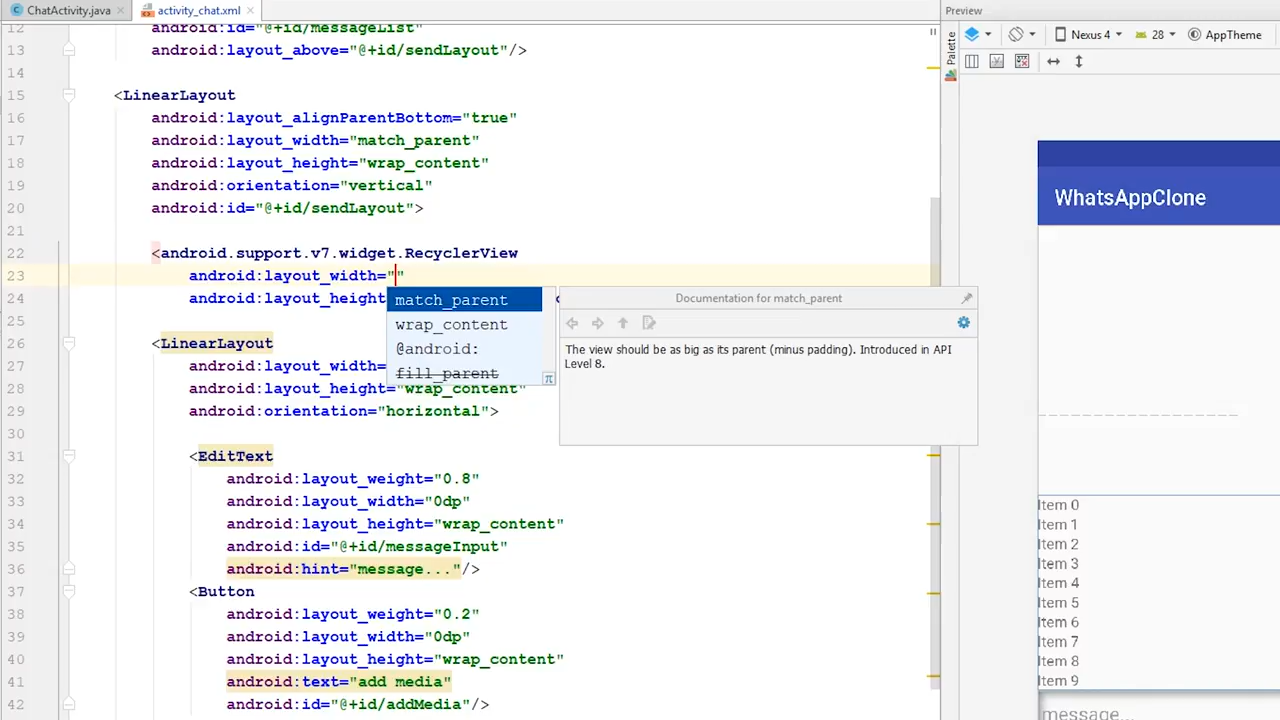 ChatActivity.java
activity_chat.xml
Preview
12 android:id="@+id/messageList"
13 android:layout_above="@+id/sendLayout"/>
14
15 <LinearLayout
16 android:layout_alignParentBottom="true"
17 android:layout_width="match_parent"
18 android:layout_height="wrap_content"
19 android:orientation="vertical"
20 android:id="@+id/sendLayout">
21
22 <android.support.v7.widget.RecyclerView
23 android:layout_width=""
24 android:layout_height
25
26 <LinearLayout
27 android:layout_width=
28 android:layout_height="wrap_content"
29 android:orientation="horizontal">
30
31 <EditText
32 android:layout_weight="0.8"
33 android:layout_width="0dp"
34 android:layout_height="wrap_content"
35 android:id="@+id/messageInput"
36 android:hint="message..."/>
37 <Button
38 android:layout_weight="0.2"
39 android:layout_width="0dp"
40 android:layout_height="wrap_content"
41 android:text="add media"
42 android:id="@+id/addMedia"/>
match_parent
wrap_content
@android:
fill_parent
π
Documentation for match_parent
The view should be as big as its parent (minus padding). Introduced in API
Level 8.
Palette
Nexus 4
28
AppTheme
WhatsAppClone
Item 0
Item 1
Item 2
Item 3
Item 4
Item 5
Item 6
Item 7
Item 8
Item 9
message...